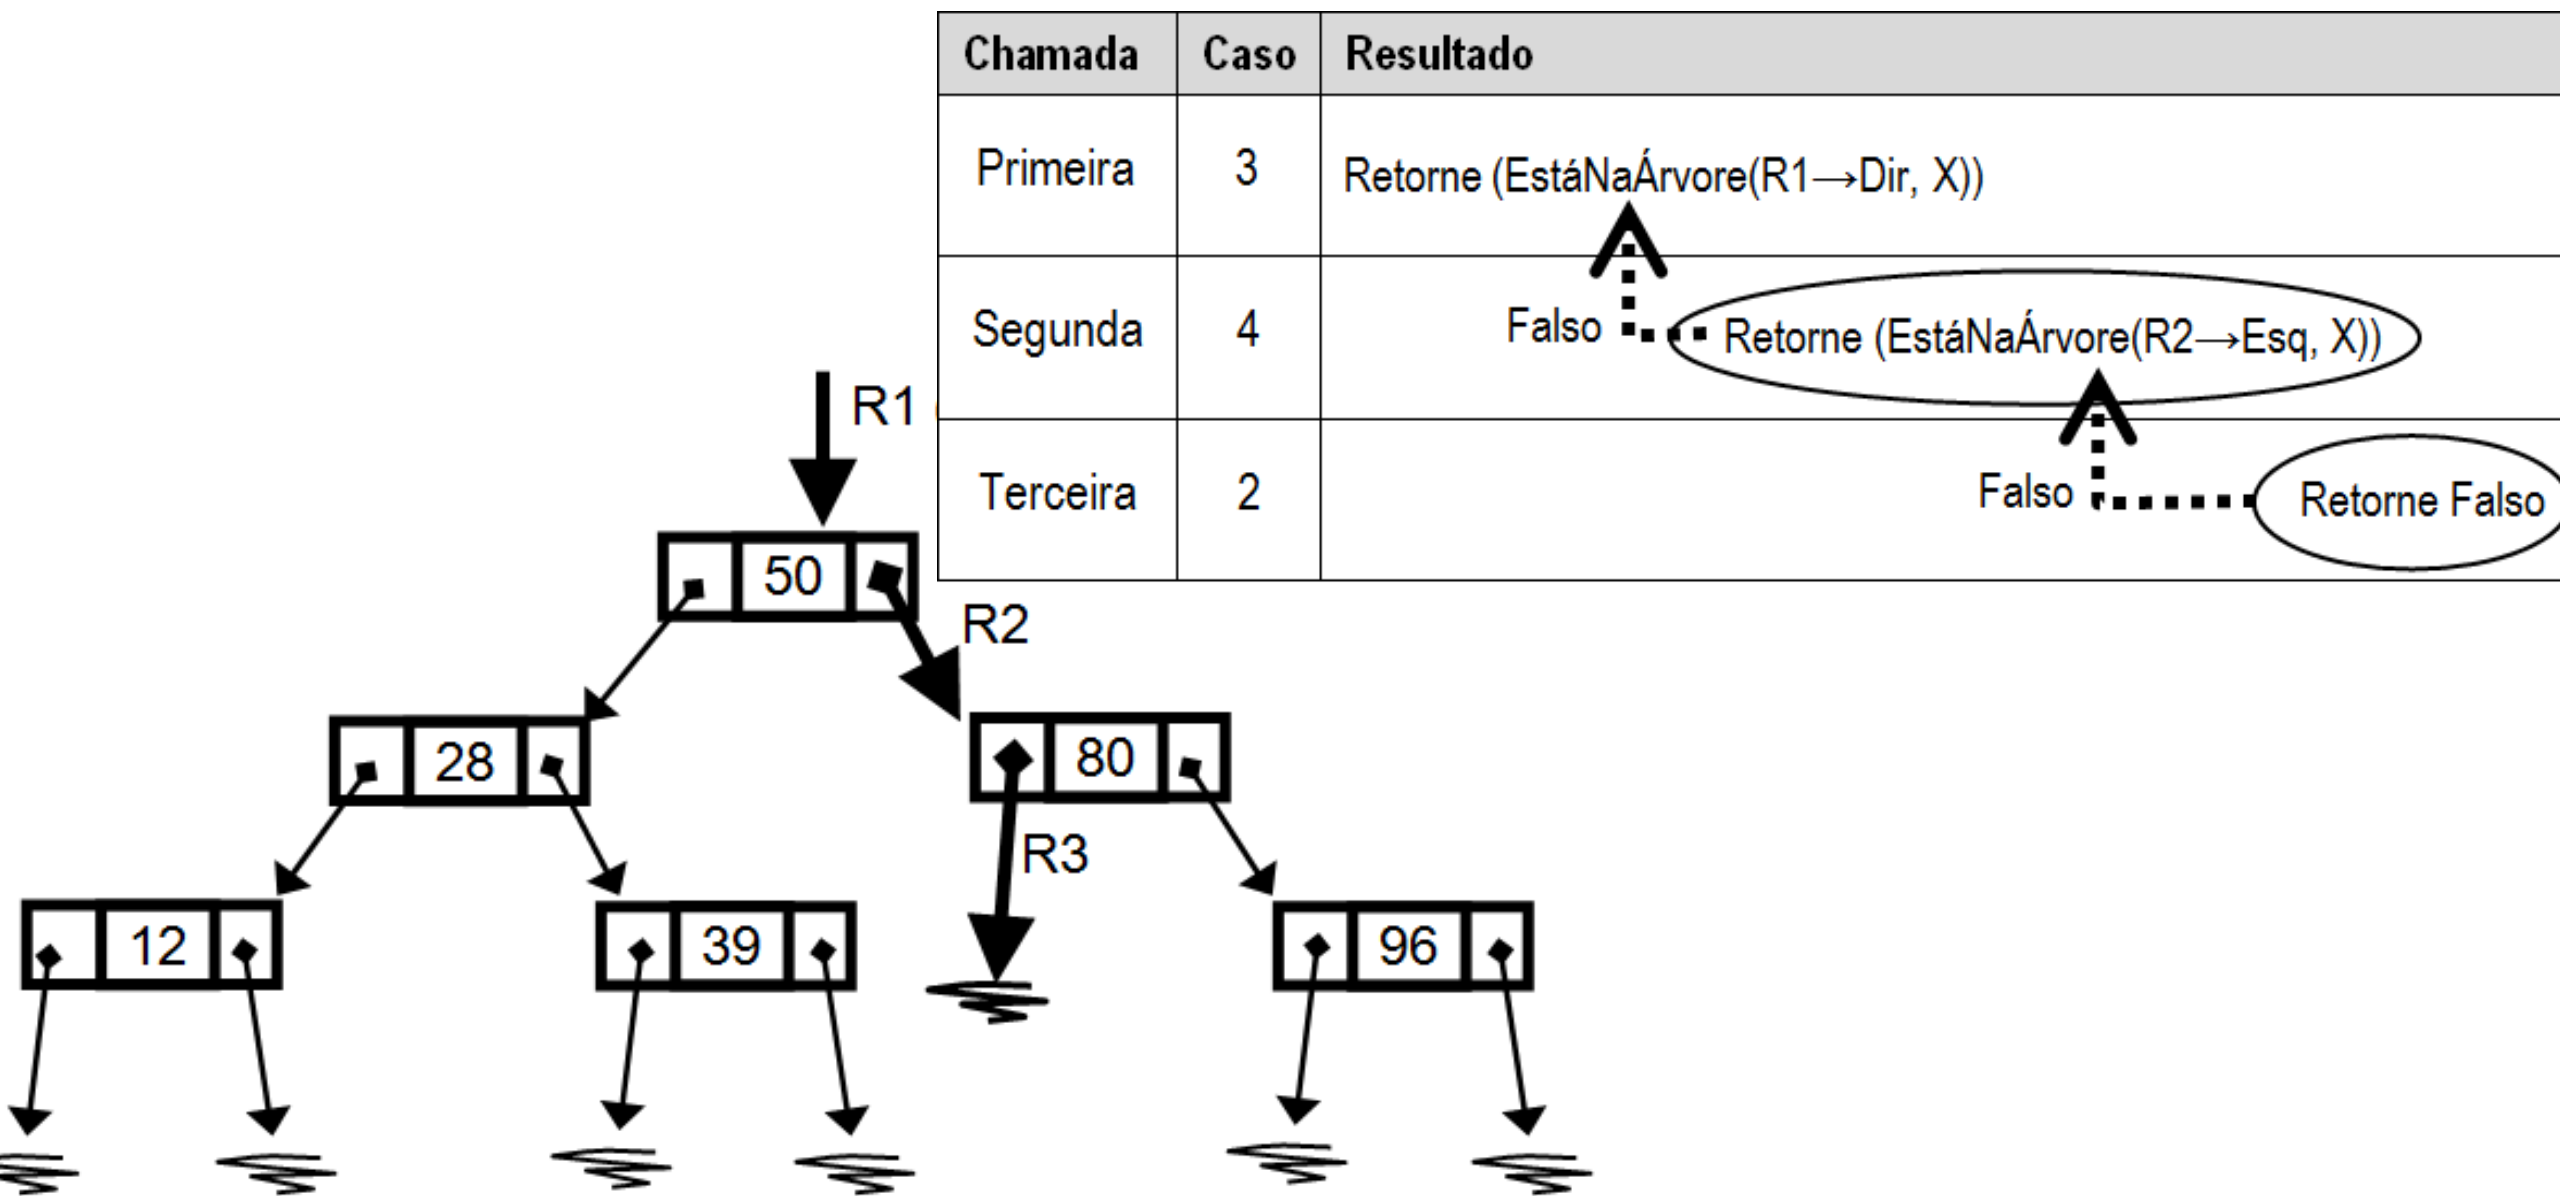 Chamada Caso Resultado
Primeira 3 Retorne (EstáNaÁrvore(R1→Dir, X))
Segunda 4 Falso Retorne (EstáNaÁrvore(R2→Esq, X))
Terceira 2 Falso Retorne Falso
R1
50
R2
28 80
R3
12 39 96